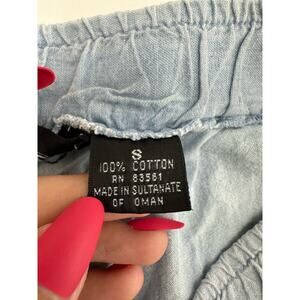 S
100% COTTON
RN 83561
MADE IN SULTANATE
OF OMAN